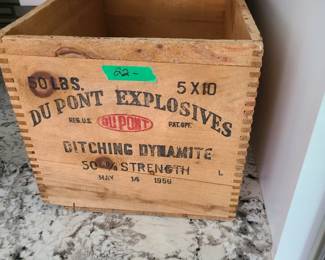 22-
50 LBS. 5 X 10
DU PONT EXPLOSIVES
REG. U.S. DU PONT PAT. OFF.
DITCHING DYNAMITE
50% STRENGTH L
MAY 14 1956